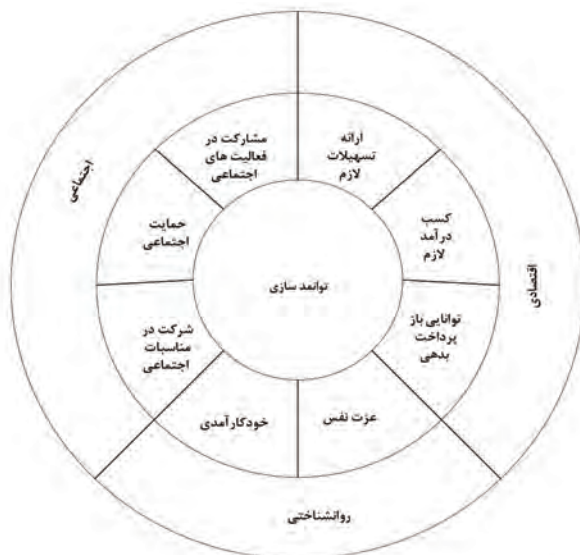 توانمد سازی
ارائه
تسهیلات
لازم
کسب
درآمد
لازم
توانایی باز
پرداخت
بدهی
عزت نفس
خودکارآمدی
شرکت در
مناسبات
اجتماعی
حمایت
اجتماعی
مشارکت در
فعالیت های
اجتماعی
اقتصادی
روانشناختی
اجتماعی